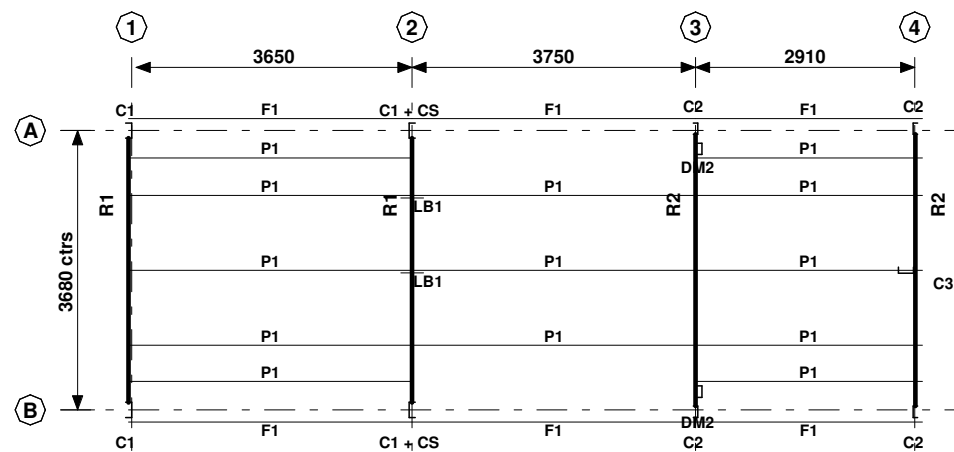 1 2 3 4
3650 3750 2910
C1 F1 C1 + CS C2 F1 C2
A
P1 P1
DM2
P1 P1 P1
R1 R1 R2 R2
LB1
3680 ctrs
P1 P1 P1
LB1 C3
P1 P1 P1
P1 P1
B
DM2
F1 F1 F1
C1 C1 + CS C2 C2